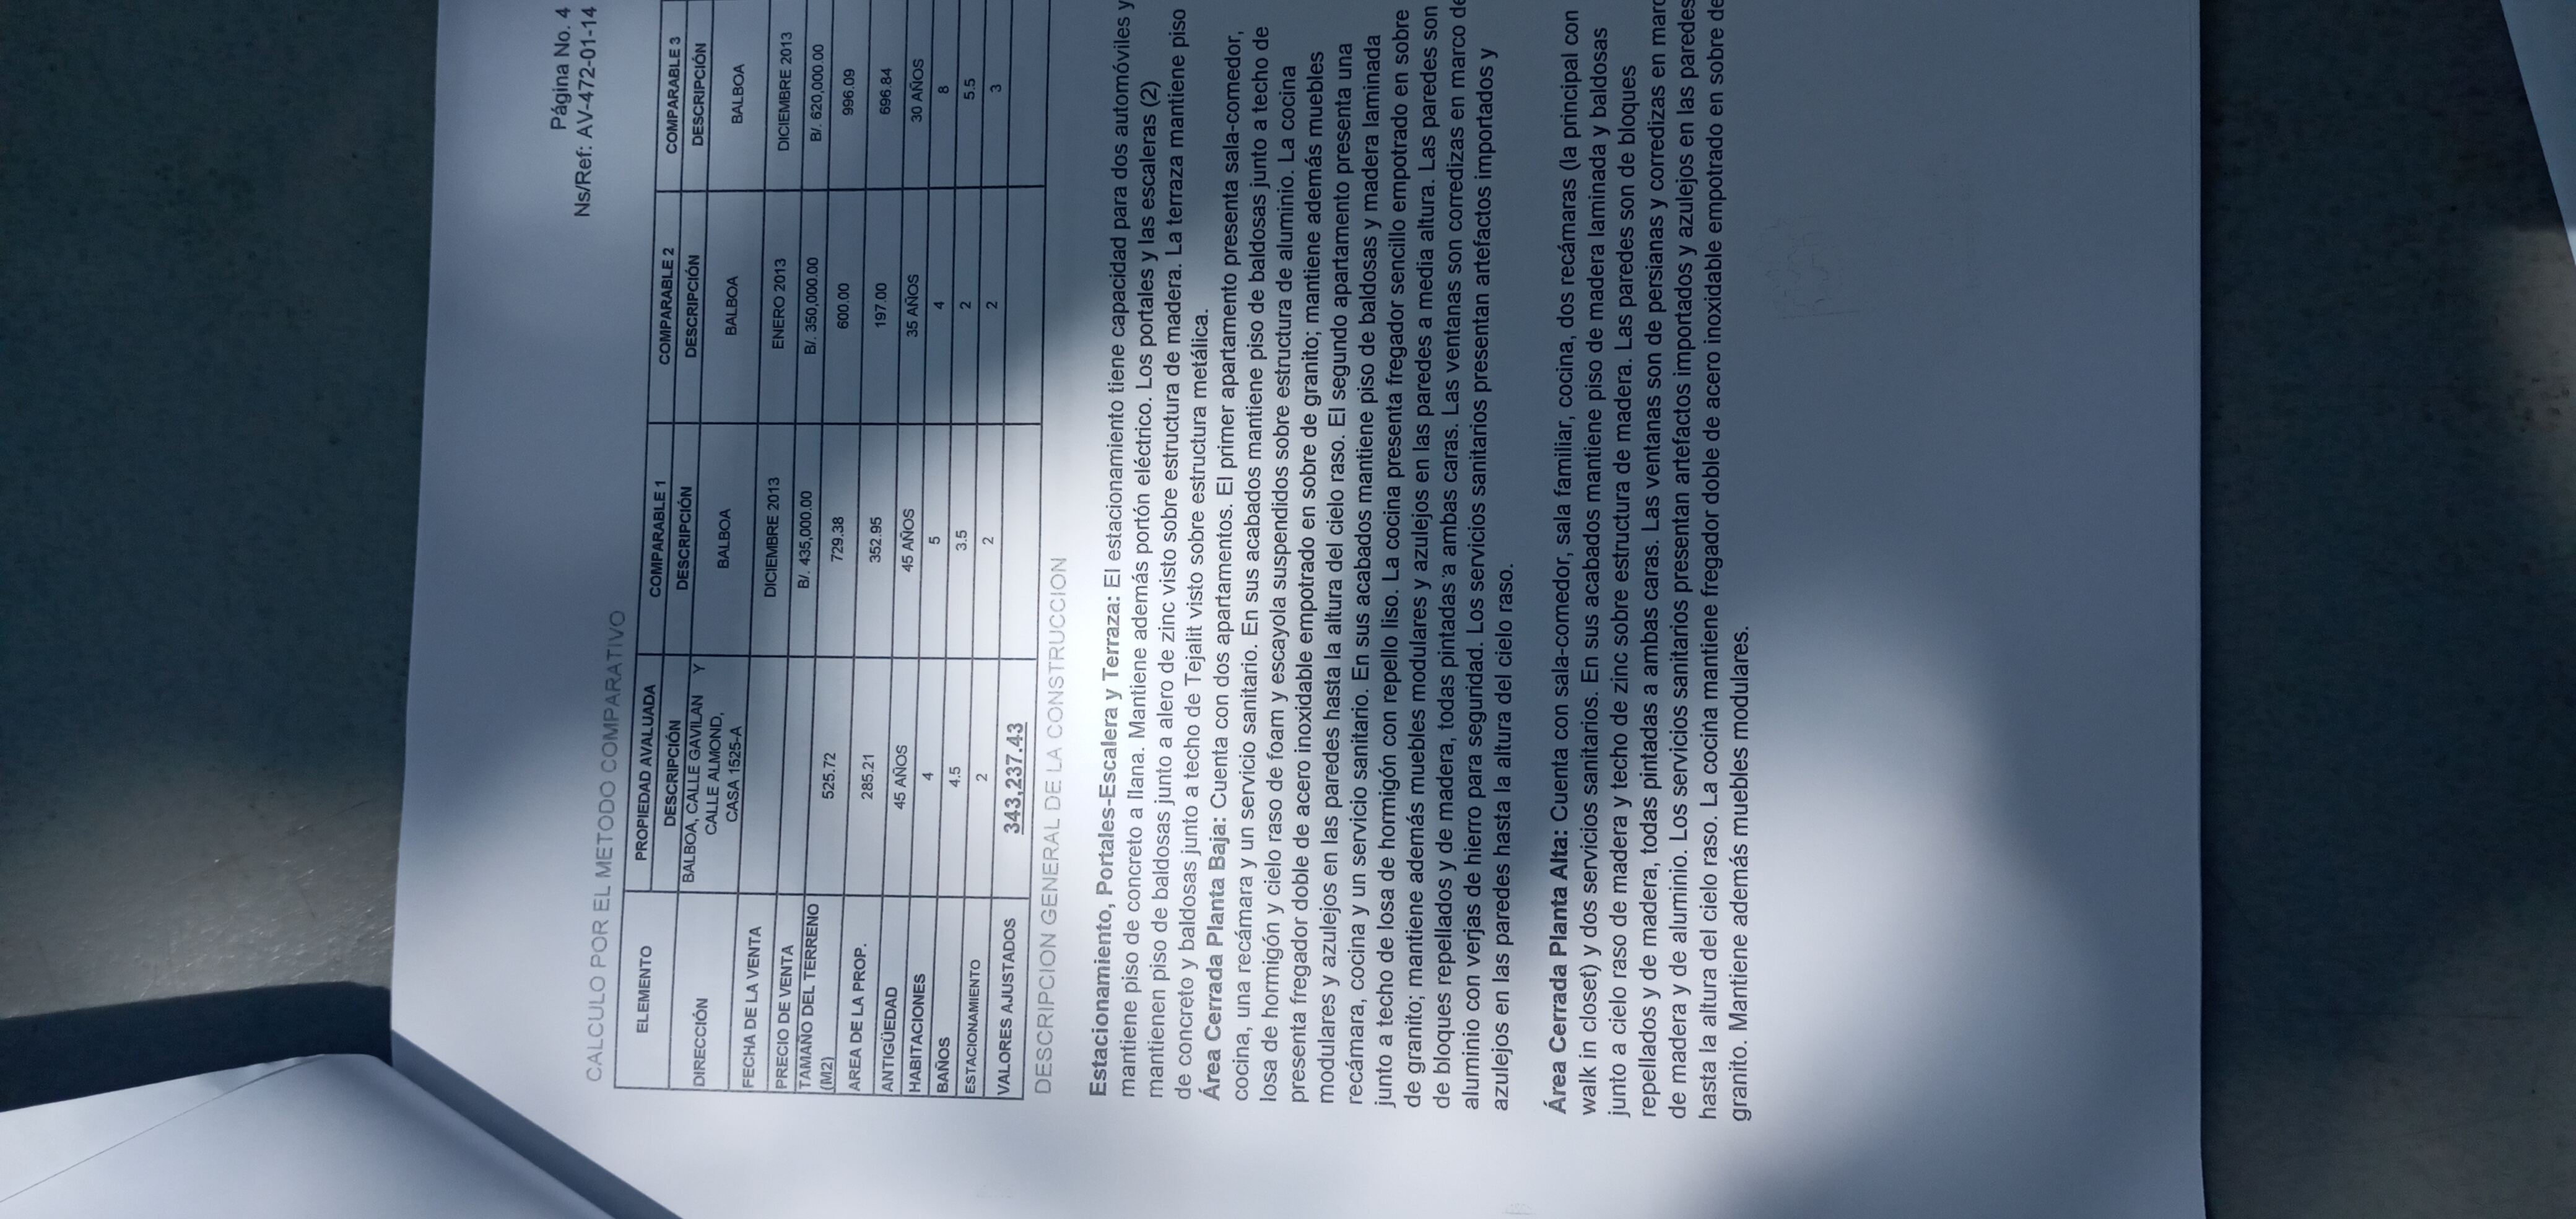 Página No. 4
Ns/Ref: AV-472-01-14
CALCULO POR EL METODO COMPARATIVO
ELEMENTO PROPIEDAD AVALUADA COMPARABLE 1 COMPARABLE 2 COMPARABLE 3
DESCRIPCIÓN DESCRIPCIÓN DESCRIPCIÓN DESCRIPCIÓN
DIRECCIÓN BALBOA, CALLE GAVILAN Y CALLE ALMOND, CASA 1525-A BALBOA BALBOA BALBOA
FECHA DE LA VENTA DICIEMBRE 2013 ENERO 2013 DICIEMBRE 2013
PRECIO DE VENTA B/. 435,000.00 B/. 350,000.00 B/. 620,000.00
TAMAÑO DEL TERRENO (M2) 525.72 729.38 600.00 996.09
AREA DE LA PROP. 285.21 352.95 197.00 696.84
ANTIGÜEDAD 45 AÑOS 45 AÑOS 35 AÑOS 30 AÑOS
HABITACIONES 4 5 4 8
BAÑOS 4.5 3.5 2 5.5
ESTACIONAMIENTO 2 2 2 3
VALORES AJUSTADOS 343,237.43
DESCRIPCION GENERAL DE LA CONSTRUCCION
Estacionamiento, Portales-Escalera y Terraza: El estacionamiento tiene capacidad para dos automóviles y
mantiene piso de concreto a llana. Mantiene además portón eléctrico. Los portales y las escaleras (2)
mantienen piso de baldosas junto a alero de zinc visto sobre estructura de madera. La terraza mantiene piso
de concreto y baldosas junto a techo de Tejalit visto sobre estructura metálica.
Área Cerrada Planta Baja: Cuenta con dos apartamentos. El primer apartamento presenta sala-comedor,
cocina, una recámara y un servicio sanitario. En sus acabados mantiene piso de baldosas junto a techo de
losa de hormigón y cielo raso de foam y escayola suspendidos sobre estructura de aluminio. La cocina
presenta fregador doble de acero inoxidable empotrado en sobre de granito; mantiene además muebles
modulares y azulejos en las paredes hasta la altura del cielo raso. El segundo apartamento presenta una
recámara, cocina y un servicio sanitario. En sus acabados mantiene piso de baldosas y madera laminada
junto a techo de losa de hormigón con repello liso. La cocina presenta fregador sencillo empotrado en sobre
de granito; mantiene además muebles modulares y azulejos en las paredes a media altura. Las paredes son
de bloques repellados y de madera, todas pintadas a ambas caras. Las ventanas son corredizas en marco de
aluminio con verjas de hierro para seguridad. Los servicios sanitarios presentan artefactos importados y
azulejos en las paredes hasta la altura del cielo raso.
Área Cerrada Planta Alta: Cuenta con sala-comedor, sala familiar, cocina, dos recámaras (la principal con
walk in closet) y dos servicios sanitarios. En sus acabados mantiene piso de madera laminada y baldosas
junto a cielo raso de madera y techo de zinc sobre estructura de madera. Las paredes son de bloques
repellados y de madera, todas pintadas a ambas caras. Las ventanas son de persianas y corredizas en marc
de madera y de aluminio. Los servicios sanitarios presentan artefactos importados y azulejos en las paredes
hasta la altura del cielo raso. La cocina mantiene fregador doble de acero inoxidable empotrado en sobre de
granito. Mantiene además muebles modulares.